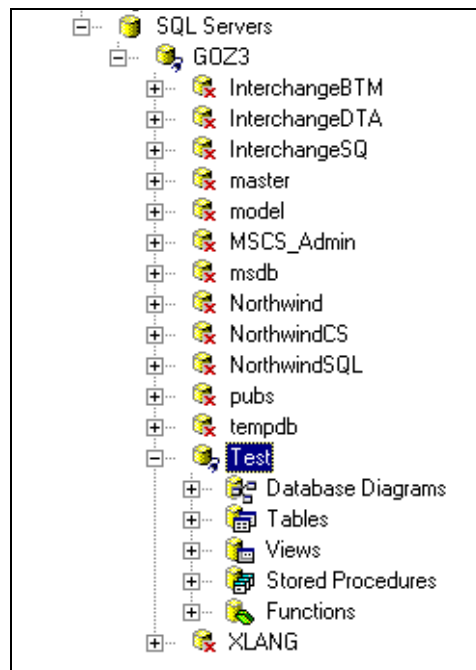 SQL Servers
GOZ3
InterchangeBTM
InterchangeDTA
InterchangeSQ
master
model
MSCS_Admin
msdb
Northwind
NorthwindCS
NorthwindSQL
pubs
tempdb
Test
Database Diagrams
Tables
Views
Stored Procedures
Functions
XLANG